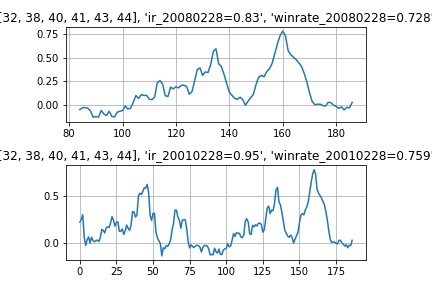 [32, 38, 40, 41, 43, 44], 'ir_20080228=0.83', 'winrate_20080228=0.728'
0.75
0.50
0.25
0.00
80 100 120 140 160 180
[32, 38, 40, 41, 43, 44], 'ir_20010228=0.95', 'winrate_20010228=0.759'
0.5
0.0
0 25 50 75 100 125 150 175